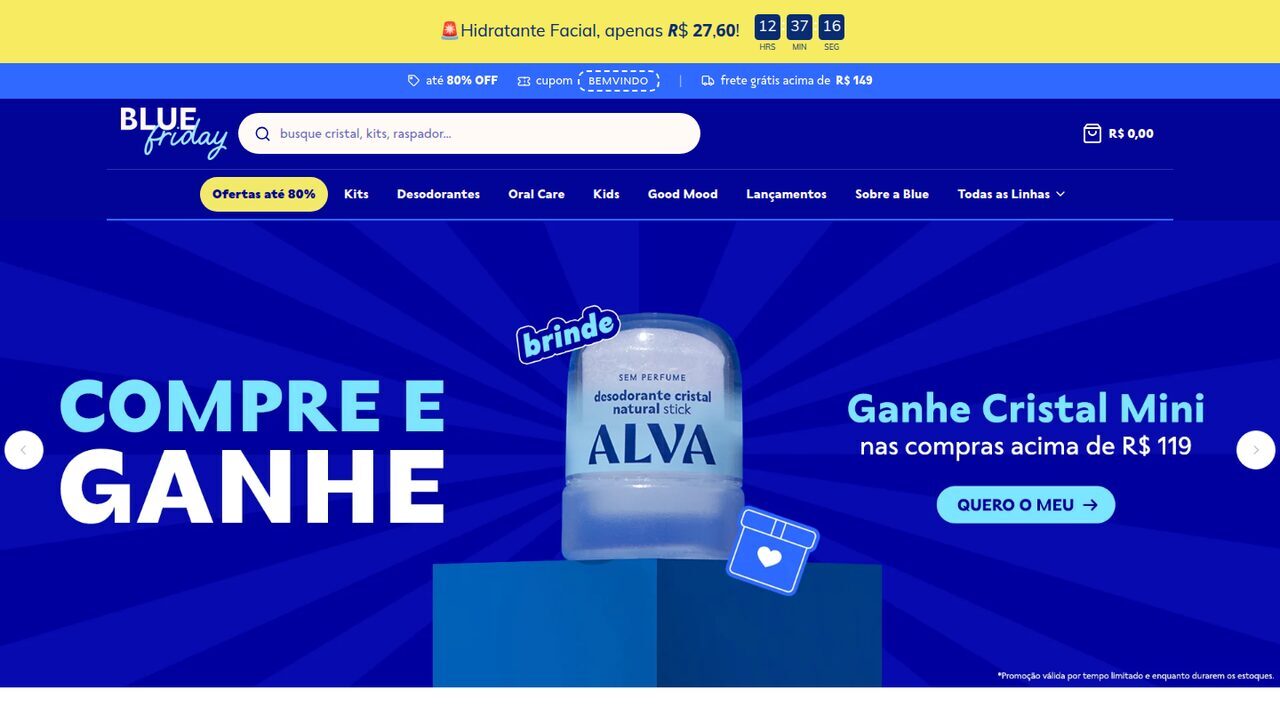 🚨Hidratante Facial, apenas R$ 27,60!
12 37 16
HRS MIN SEG
até 80% OFF cupom BEMVINDO | frete grátis acima de R$ 149
BLUE
friday
busque cristal, kits, raspador...
R$ 0,00
Ofertas até 80% Kits Desodorantes Oral Care Kids Good Mood Lançamentos Sobre a Blue Todas as Linhas
brinde
SEM PERFUME
desodorante cristal
natural stick
ALVA
COMPRE E
GANHE
Ganhe Cristal Mini
nas compras acima de R$ 119
QUERO O MEU →
*Promoção válida por tempo limitado e enquanto durarem os estoques.